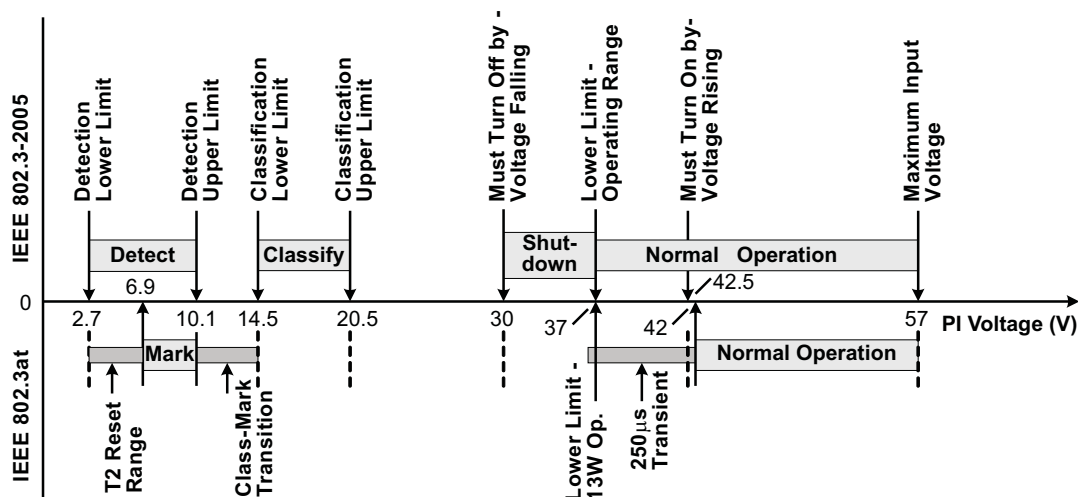 IEEE 802.3-2005
Detection
Lower Limit
Detection
Upper Limit
Classification
Lower Limit
Classification
Upper Limit
Must Turn Off by -
Voltage Falling
Lower Limit -
Operating Range
Must Turn On by-
Voltage Rising
Maximum Input
Voltage
Detect
Classify
Shut-
down
Normal Operation
6.9
42.5
0
2.7
10.1
14.5
20.5
30
37
42
57
PI Voltage (V)
IEEE 802.3at
Mark
Normal Operation
T2 Reset
Range
Class-Mark
Transition
Lower Limit -
13W Op.
250μs
Transient